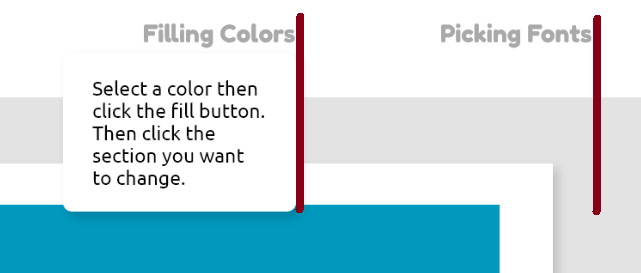 Filling Colors
Picking Fonts
Select a color then
click the fill button.
Then click the
section you want
to change.